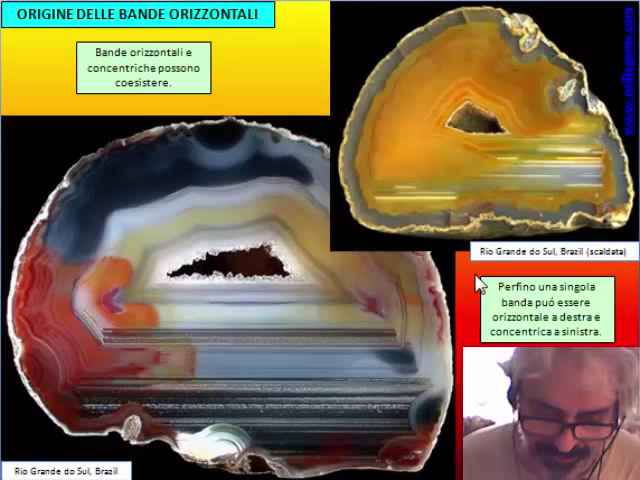 ORIGINE DELLE BANDE ORIZZONTALI
Bande orizzontali e
concentriche possono
coesistere.
Rio Grande do Sul, Brazil (scaldata)
Perfino una singola
banda puó essere
orizzontale a destra e
concentrica a sinistra.
Rio Grande do Sul, Brazil